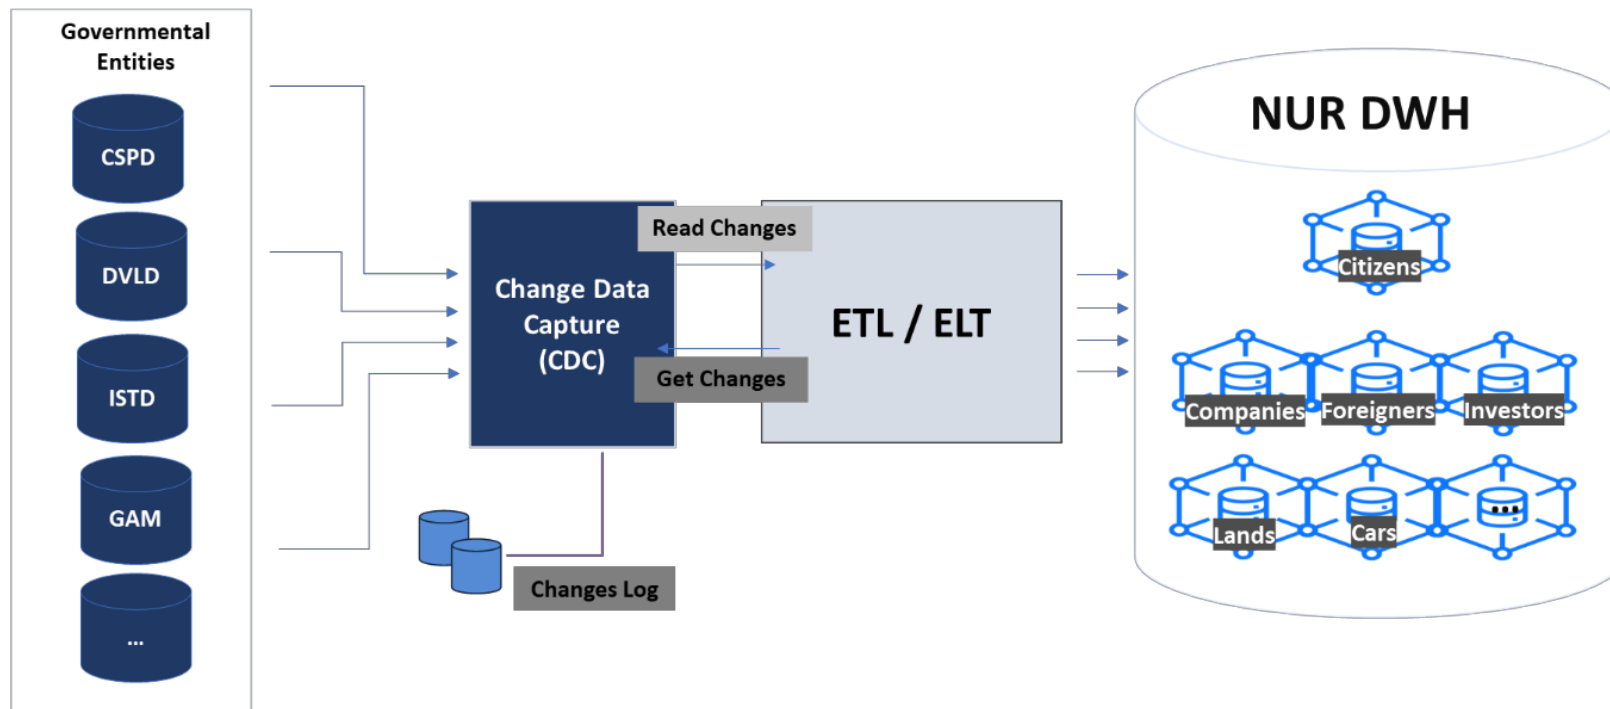 Governmental
Entities
CSPD
DVLD
ISTD
GAM
...
Change Data
Capture
(CDC)
Read Changes
Get Changes
Changes Log
ETL / ELT
NUR DWH
Citizens
Companies
Foreigners
Investors
Lands
Cars
...